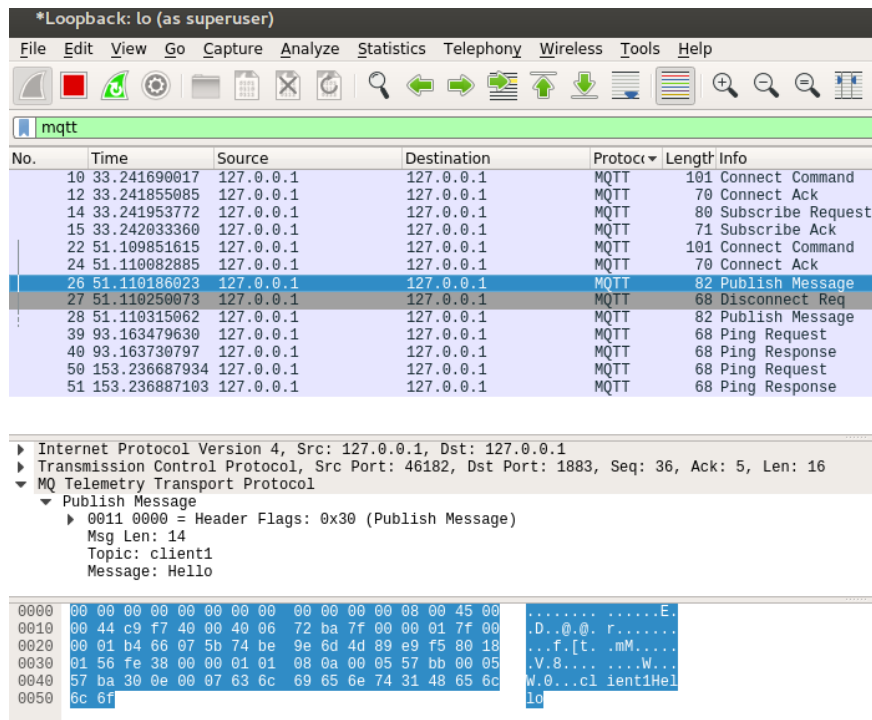 *Loopback: lo (as superuser)
File Edit View Go Capture Analyze Statistics Telephony Wireless Tools Help
mqtt
No. Time Source Destination Protocc Length Info
10 33.241690017 127.0.0.1 127.0.0.1 MQTT 101 Connect Command
12 33.241855085 127.0.0.1 127.0.0.1 MQTT 70 Connect Ack
14 33.241953772 127.0.0.1 127.0.0.1 MQTT 80 Subscribe Request
15 33.242033360 127.0.0.1 127.0.0.1 MQTT 71 Subscribe Ack
22 51.109851615 127.0.0.1 127.0.0.1 MQTT 101 Connect Command
24 51.110082885 127.0.0.1 127.0.0.1 MQTT 70 Connect Ack
26 51.110186023 127.0.0.1 127.0.0.1 MQTT 82 Publish Message
27 51.110250073 127.0.0.1 127.0.0.1 MQTT 68 Disconnect Req
28 51.110315062 127.0.0.1 127.0.0.1 MQTT 82 Publish Message
39 93.163479630 127.0.0.1 127.0.0.1 MQTT 68 Ping Request
40 93.163730797 127.0.0.1 127.0.0.1 MQTT 68 Ping Response
50 153.236687934 127.0.0.1 127.0.0.1 MQTT 68 Ping Request
51 153.236887103 127.0.0.1 127.0.0.1 MQTT 68 Ping Response
Internet Protocol Version 4, Src: 127.0.0.1, Dst: 127.0.0.1
Transmission Control Protocol, Src Port: 46182, Dst Port: 1883, Seq: 36, Ack: 5, Len: 16
MQ Telemetry Transport Protocol
Publish Message
0011 0000 = Header Flags: 0x30 (Publish Message)
Msg Len: 14
Topic: client1
Message: Hello
0000 00 00 00 00 00 00 00 00 00 00 00 00 08 00 45 00 ........ ......E.
0010 00 44 c9 f7 40 00 40 06 72 ba 7f 00 00 01 7f 00 .D..@.@. r.......
0020 00 01 b4 66 07 5b 74 be 9e 6d 4d 89 e9 f5 80 18 ...f.[t. .mM.....
0030 01 56 fe 38 00 00 01 01 08 0a 00 05 57 bb 00 05 .V.8.... ....W...
0040 57 ba 30 0e 00 07 63 6c 69 65 6e 74 31 48 65 6c W.0...cl ient1Hel
0050 6c 6f lo